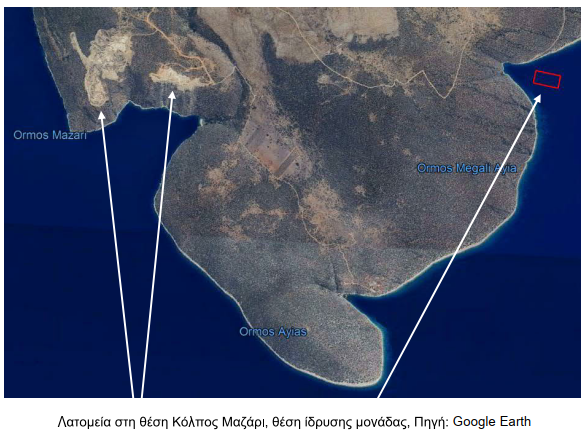 Ormos Mazari
Ormos Megali Ayia
Ormos Ayias
Λατομεία στη θέση Κόλπος Μαζάρι, θέση ίδρυσης μονάδας, Πηγή: Google Earth